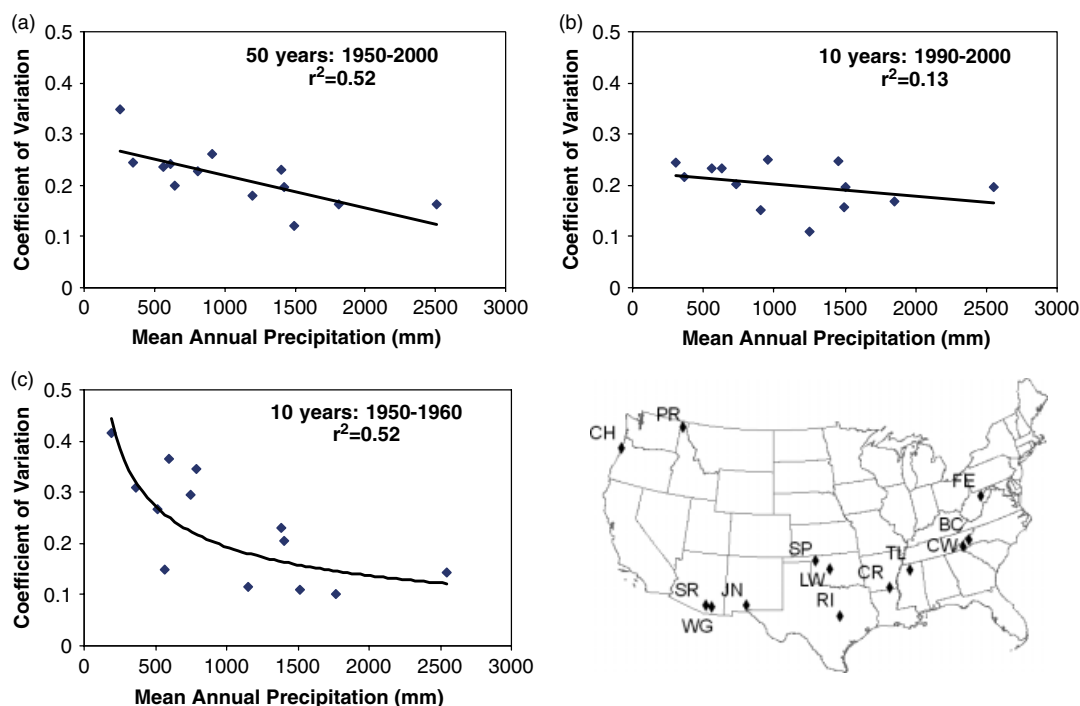 (a)
0.5
0.4
0.3
0.2
0.1
0
Coefficient of Variation
50 years: 1950-2000
r²=0.52
0 500 1000 1500 2000 2500 3000
Mean Annual Precipitation (mm)
(b)
0.5
0.4
0.3
0.2
0.1
0
Coefficient of Variation
10 years: 1990-2000
r²=0.13
0 500 1000 1500 2000 2500 3000
Mean Annual Precipitation (mm)
(c)
0.5
0.4
0.3
0.2
0.1
0
Coefficient of Variation
10 years: 1950-1960
r²=0.52
0 500 1000 1500 2000 2500 3000
Mean Annual Precipitation (mm)
PR
CH
FE
BC
SP TL CW
LW CR
SR JN RI
WG